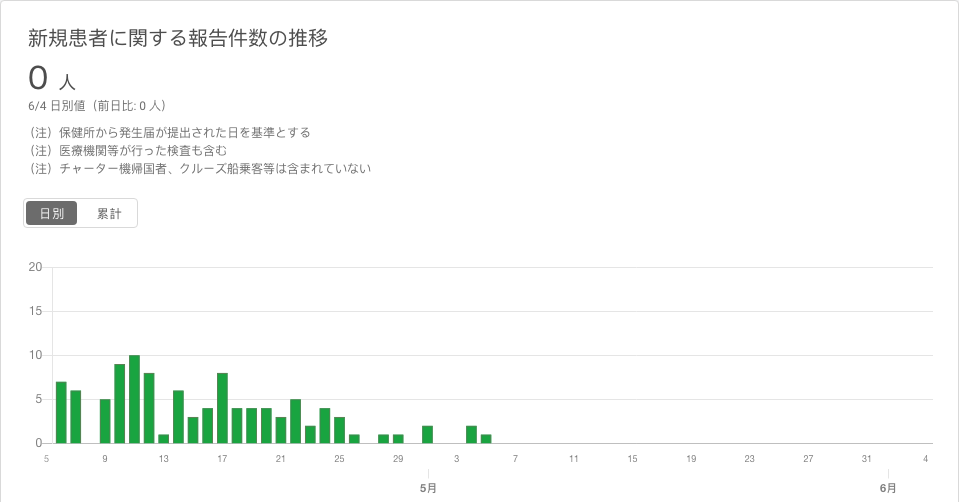 新規患者に関する報告件数の推移
0 人
6/4 日別値（前日比: 0 人）
（注）保健所から発生届が提出された日を基準とする
（注）医療機関等が行った検査も含む
（注）チャーター機帰国者、クルーズ船乗客等は含まれていない
日別 累計
20
15
10
5
0
5 9 13 17 21 25 29 3 7 11 15 19 23 27 31 4
5月 6月